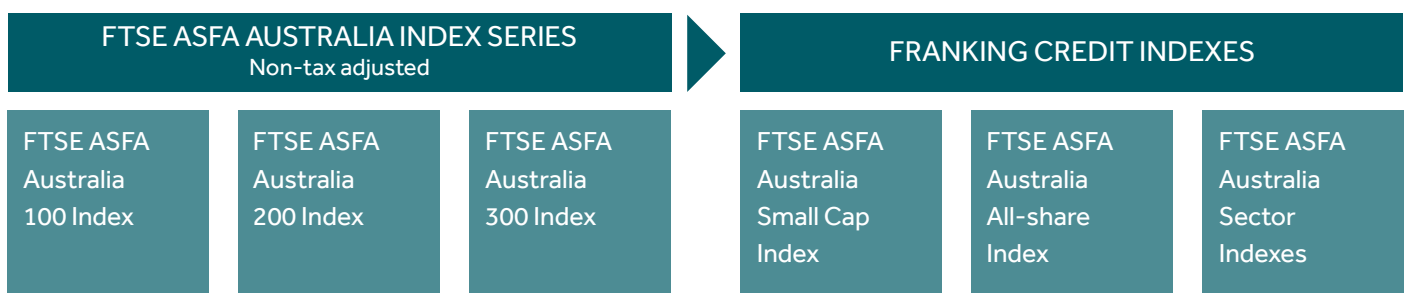 FTSE ASFA AUSTRALIA INDEX SERIES
Non-tax adjusted
FRANKING CREDIT INDEXES
FTSE ASFA
Australia
100 Index
FTSE ASFA
Australia
200 Index
FTSE ASFA
Australia
300 Index
FTSE ASFA
Australia
Small Cap
Index
FTSE ASFA
Australia
All-share
Index
FTSE ASFA
Australia
Sector
Indexes